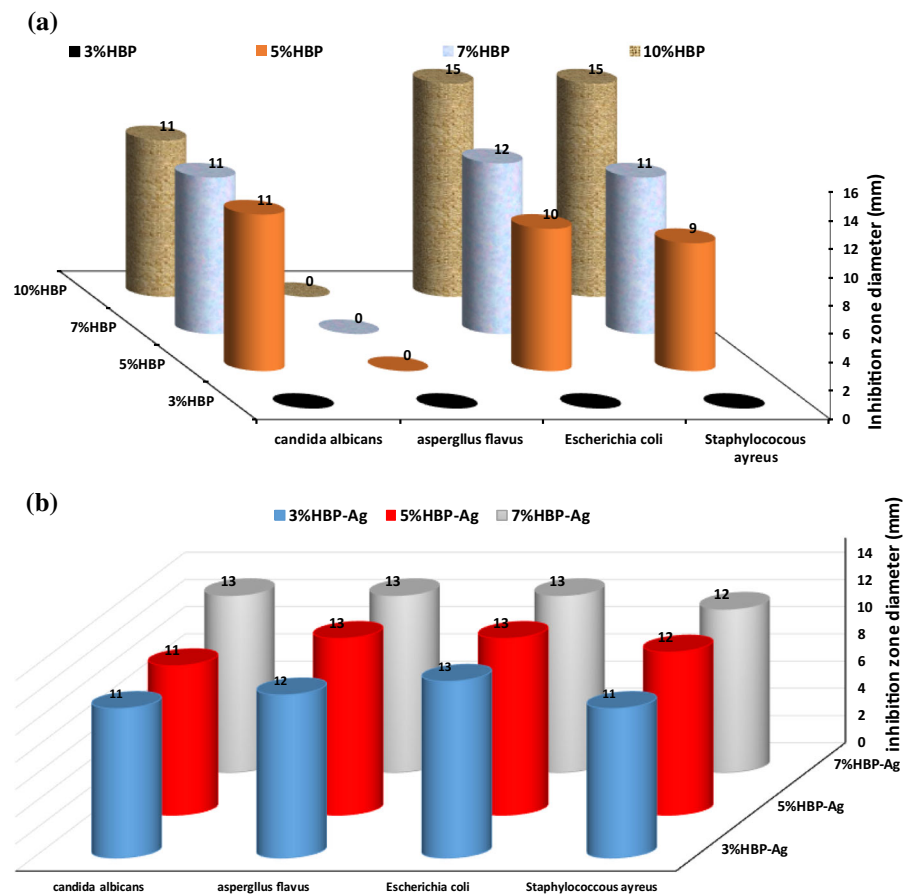 (a)
3%HBP 5%HBP 7%HBP 10%HBP
15 15
11
11 12 11
11 10 9
0
0
0
16
14
12
10
8
6
4
2
0
Inhibition zone diameter (mm)
10%HBP
7%HBP
5%HBP
3%HBP
candida albicans aspergllus flavus Escherichia coli Staphylococous
ayreus
(b)
3%HBP-Ag 5%HBP-Ag 7%HBP-Ag
13 13 13 12
11 13 13 12
11 12 13 11
14
12
10
8
6
4
2
0
inhibition zone diameter (mm)
7%HBP-Ag
5%HBP-Ag
3%HBP-Ag
candida albicans aspergllus flavus Escherichia coli Staphylococcous ayreus